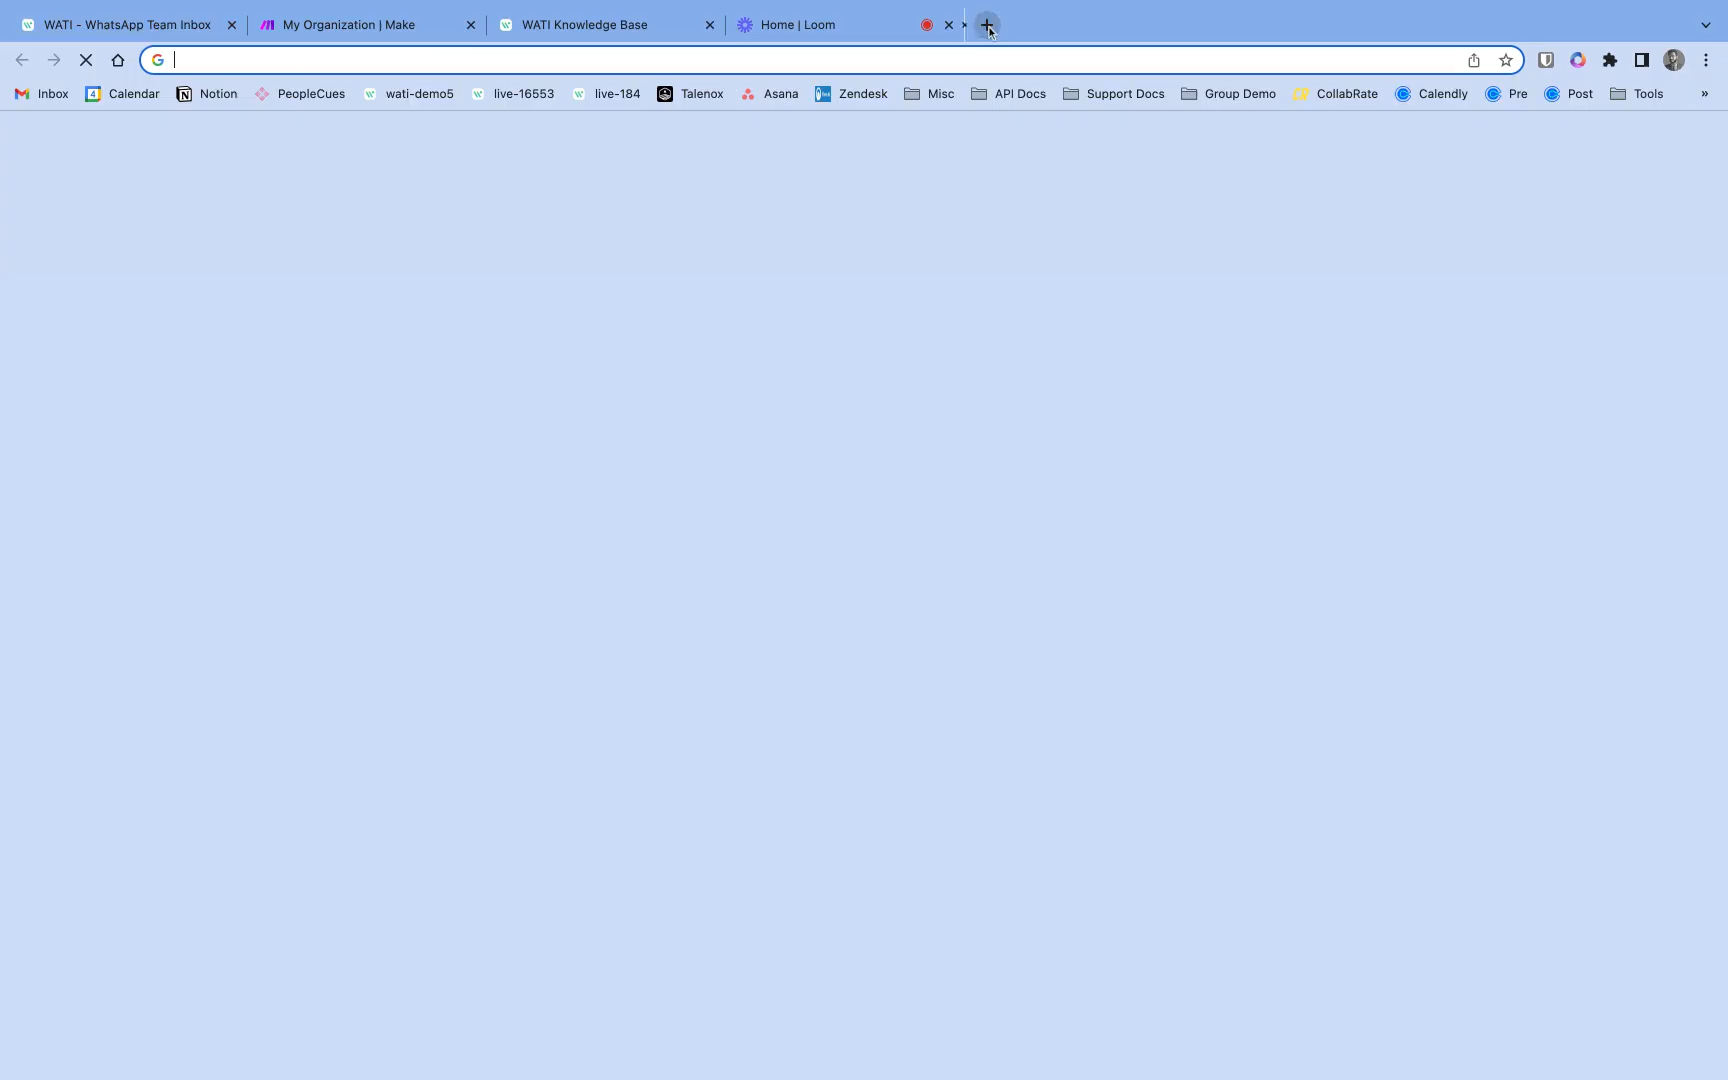 WATI - WhatsApp Team Inbox
My Organization | Make
WATI Knowledge Base
Home | Loom
Inbox
4
Calendar
Notion
PeopleCues
wati-demo5
live-16553
live-184
Talenox
Asana
Zendesk
Misc
API Docs
Support Docs
Group Demo
CollabRate
Calendly
Pre
Post
Tools
»